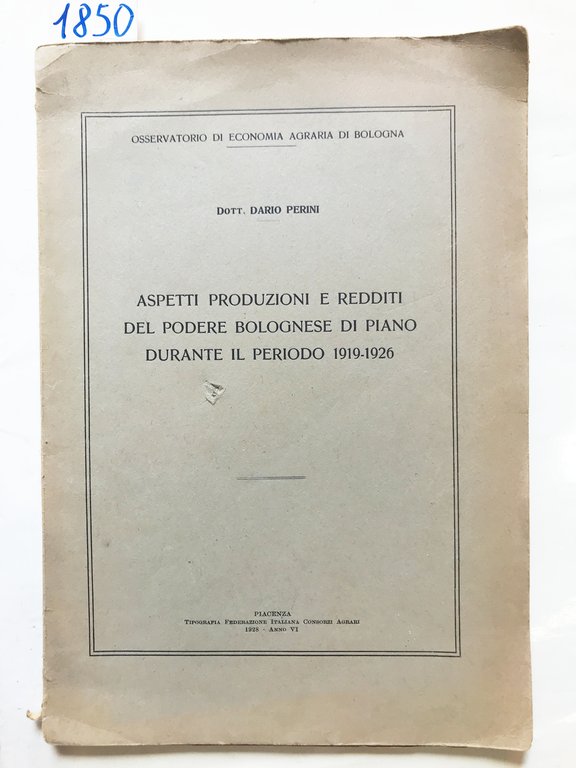 1850
OSSERVATORIO DI ECONOMIA AGRARIA DI BOLOGNA
DOTT. DARIO PERINI
ASPETTI PRODUZIONI E REDDITI
DEL PODERE BOLOGNESE DI PIANO
DURANTE IL PERIODO 1919-1926
PIACENZA
TIPOGRAFIA FEDERAZIONE ITALIANA CONSORZI AGRARI
1928 - ANNO VI